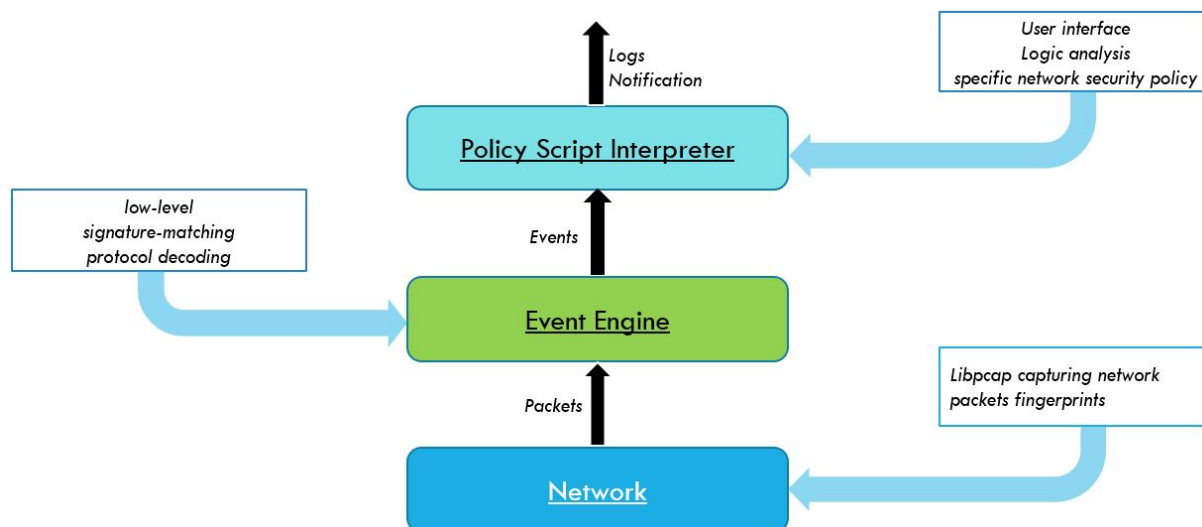 Logs
Notification
User interface
Logic analysis
specific network security policy
Policy Script Interpreter
low-level
signature-matching
protocol decoding
Events
Event Engine
Packets
Libpcap capturing network
packets fingerprints
Network